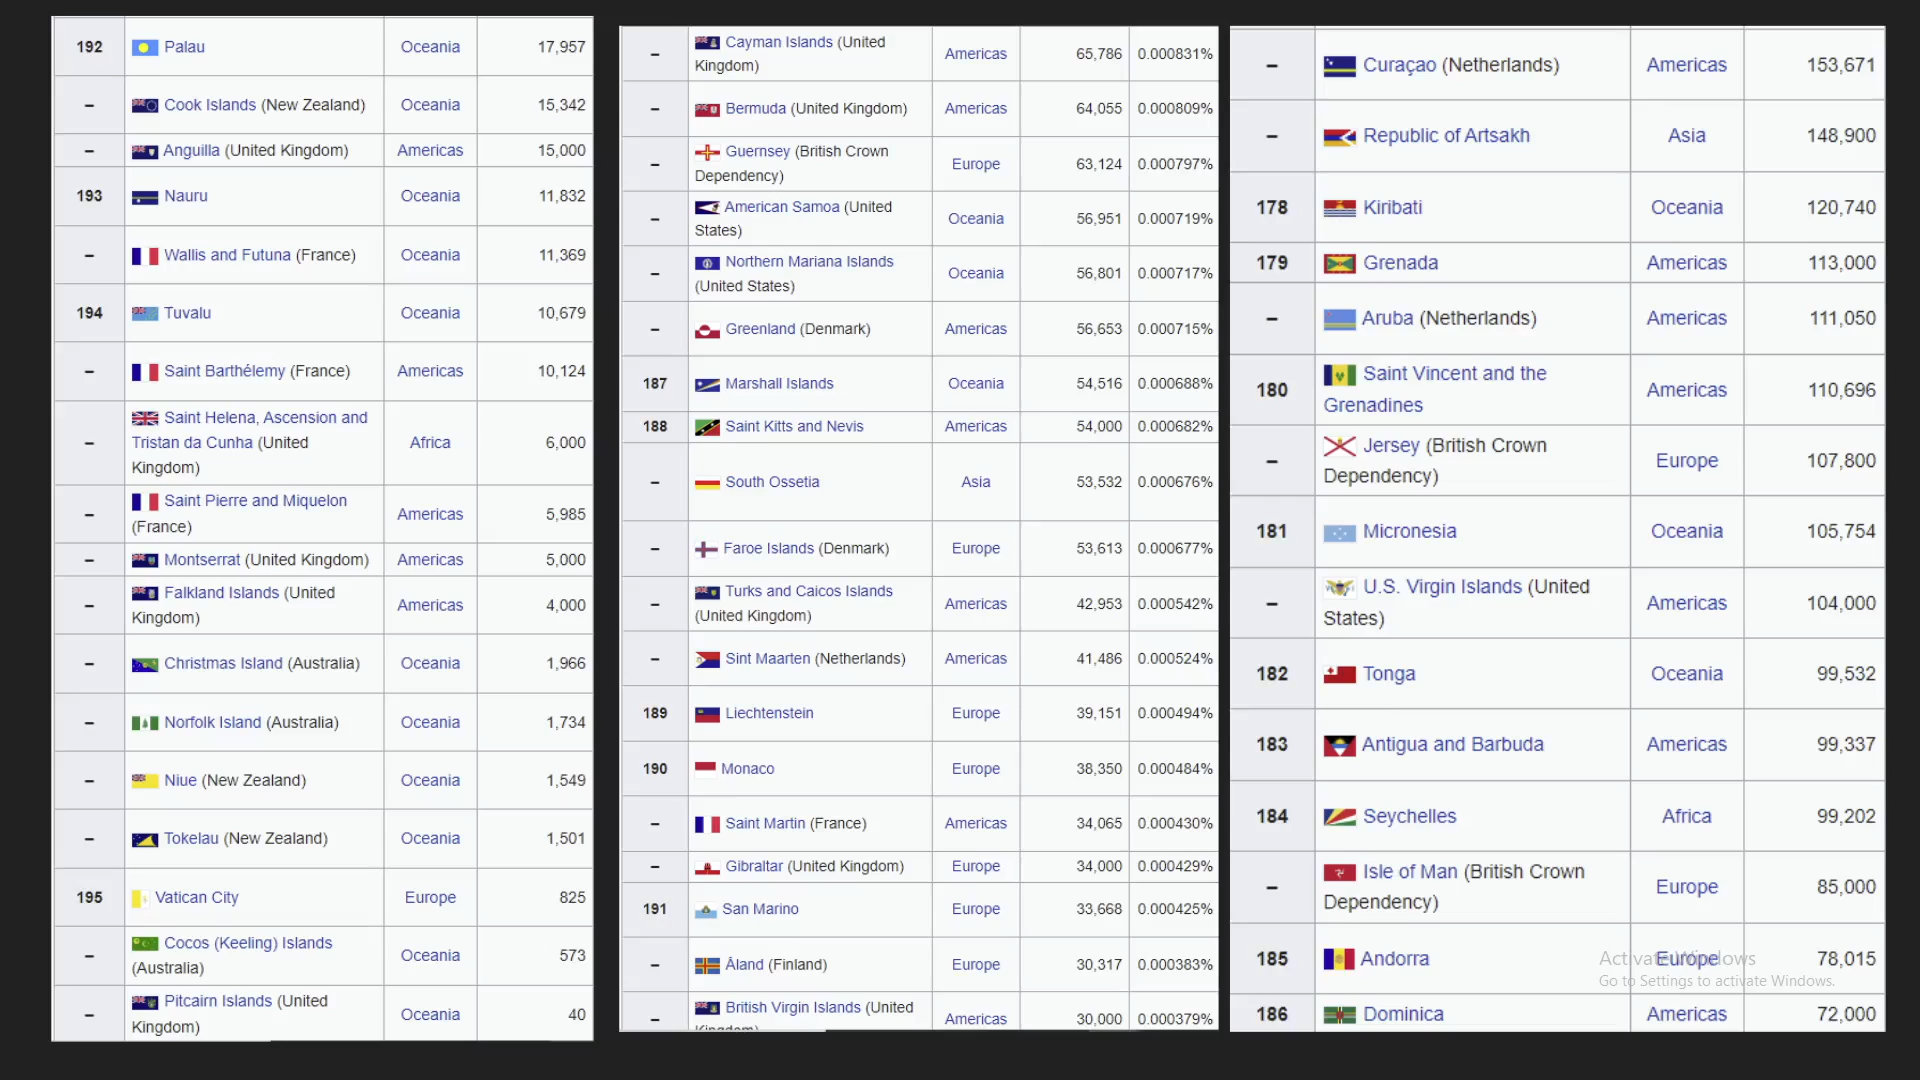 192 Palau Oceania 17,957
– Cook Islands (New Zealand) Oceania 15,342
– Anguilla (United Kingdom) Americas 15,000
193 Nauru Oceania 11,832
– Wallis and Futuna (France) Oceania 11,369
194 Tuvalu Oceania 10,679
– Saint Barthélemy (France) Americas 10,124
Saint Helena, Ascension and
– Tristan da Cunha (United Africa 6,000
Kingdom)
Saint Pierre and Miquelon
– (France) Americas 5,985
– Montserrat (United Kingdom) Americas 5,000
Falkland Islands (United
– Kingdom) Americas 4,000
– Christmas Island (Australia) Oceania 1,966
– Norfolk Island (Australia) Oceania 1,734
– Niue (New Zealand) Oceania 1,549
– Tokelau (New Zealand) Oceania 1,501
195 Vatican City Europe 825
Cocos (Keeling) Islands
– (Australia) Oceania 573
Pitcairn Islands (United
– Kingdom) Oceania 40
Cayman Islands (United
– Kingdom) Americas 65,786 0.000831%
– Bermuda (United Kingdom) Americas 64,055 0.000809%
Guernsey (British Crown
– Dependency) Europe 63,124 0.000797%
American Samoa (United
– States) Oceania 56,951 0.000719%
Northern Mariana Islands
– (United States) Oceania 56,801 0.000717%
– Greenland (Denmark) Americas 56,653 0.000715%
187 Marshall Islands Oceania 54,516 0.000688%
188 Saint Kitts and Nevis Americas 54,000 0.000682%
– South Ossetia Asia 53,532 0.000676%
– Faroe Islands (Denmark) Europe 53,613 0.000677%
Turks and Caicos Islands
– (United Kingdom) Americas 42,953 0.000542%
– Sint Maarten (Netherlands) Americas 41,486 0.000524%
189 Liechtenstein Europe 39,151 0.000494%
190 Monaco Europe 38,350 0.000484%
– Saint Martin (France) Americas 34,065 0.000430%
– Gibraltar (United Kingdom) Europe 34,000 0.000429%
191 San Marino Europe 33,668 0.000425%
– Åland (Finland) Europe 30,317 0.000383%
British Virgin Islands (United
– Kingdom) Americas 30,000 0.000379%
– Curaçao (Netherlands) Americas 153,671
– Republic of Artsakh Asia 148,900
178 Kiribati Oceania 120,740
179 Grenada Americas 113,000
– Aruba (Netherlands) Americas 111,050
Saint Vincent and the
180 Grenadines Americas 110,696
Jersey (British Crown
– Dependency) Europe 107,800
181 Micronesia Oceania 105,754
U.S. Virgin Islands (United
– States) Americas 104,000
182 Tonga Oceania 99,532
183 Antigua and Barbuda Americas 99,337
184 Seychelles Africa 99,202
Isle of Man (British Crown
– Dependency) Europe 85,000
185 Andorra Europe 78,015
186 Dominica Americas 72,000
Activate Windows
Go to Settings to activate Windows.